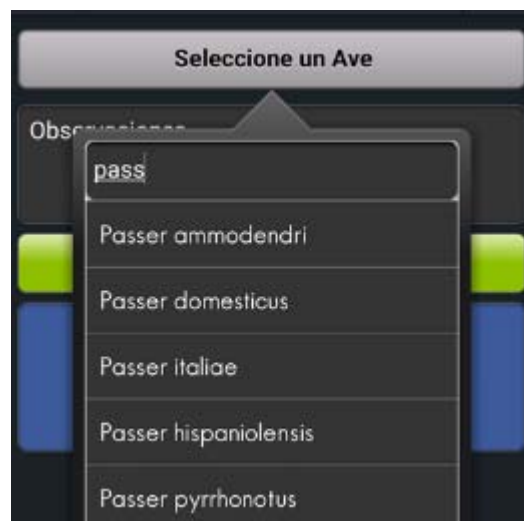 Seleccione un Ave
pass
Passer ammodendri
Passer domesticus
Passer italiae
Passer hispaniolensis
Passer pyrrhonotus